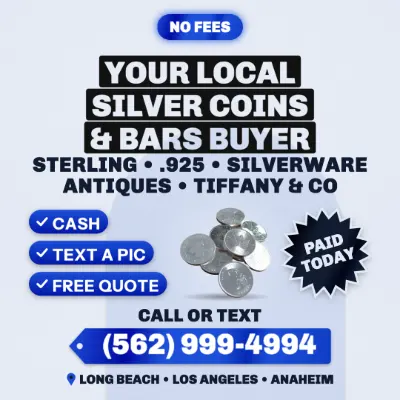 NO FEES
YOUR LOCAL
SILVER COINS
& BARS BUYER
STERLING • .925 • SILVERWARE
ANTIQUES • TIFFANY & CO
CASH
TEXT A PIC
FREE QUOTE
PAID
TODAY
CALL OR TEXT
(562) 999-4994
LONG BEACH • LOS ANGELES • ANAHEIM